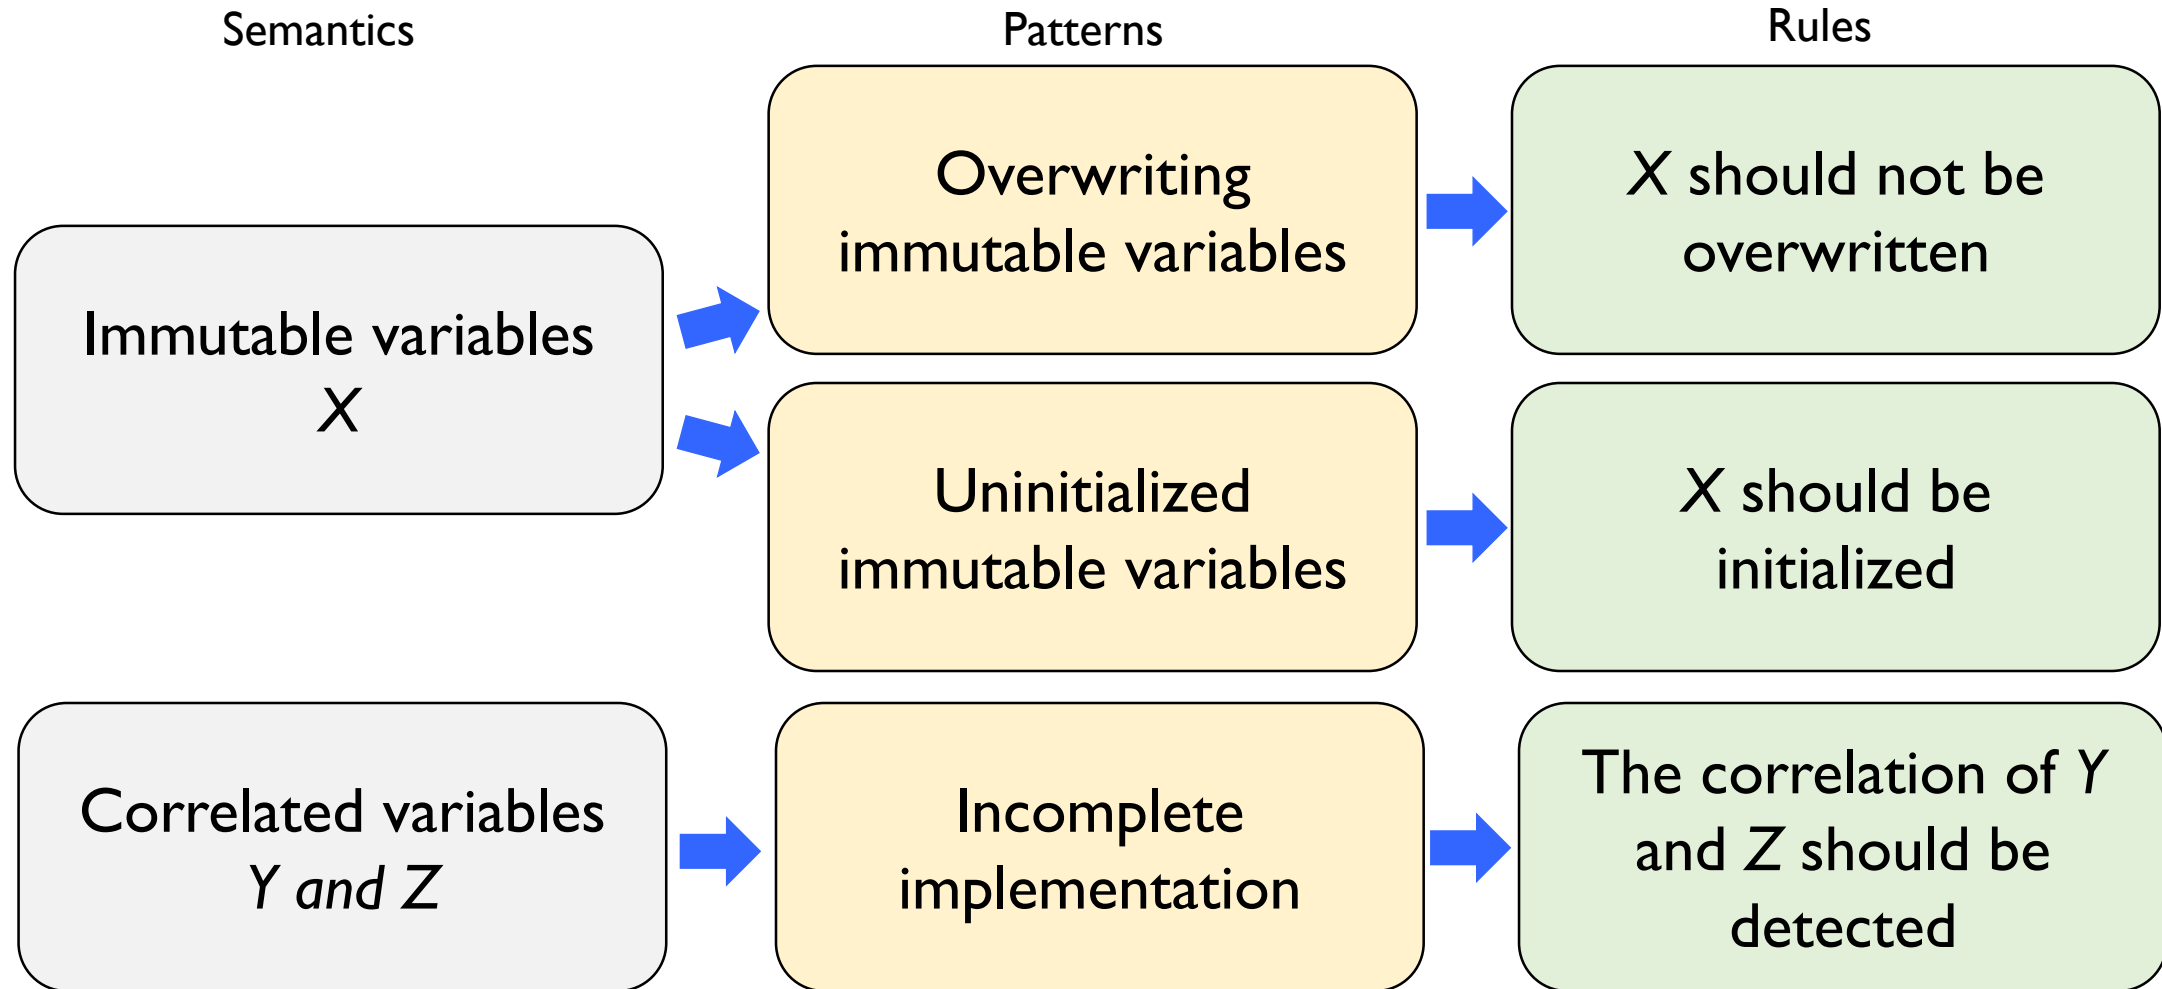 Semantics
Patterns
Rules
Immutable variables
X
Overwriting
immutable variables
X should not be
overwritten
Uninitialized
immutable variables
X should be
initialized
Correlated variables
Y and Z
Incomplete
implementation
The correlation of Y
and Z should be
detected